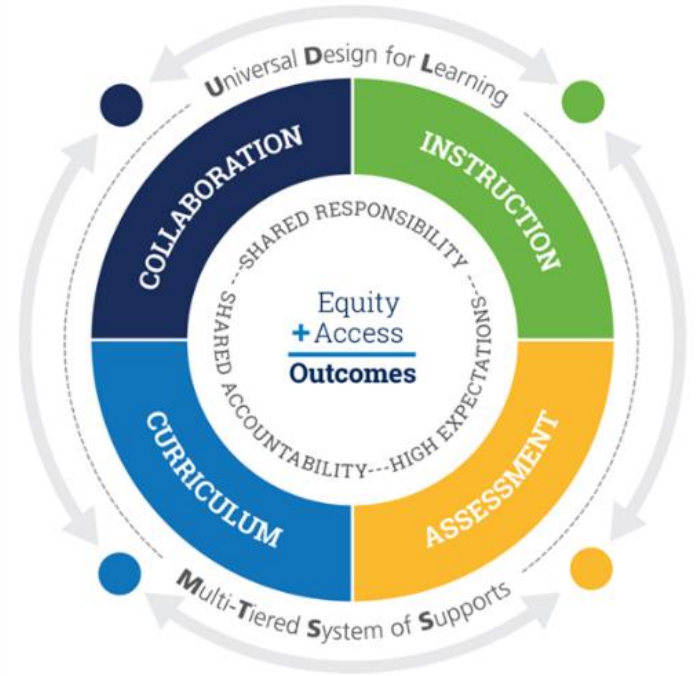 Universal Design for Learning
COLLABORATION
INSTRUCTION
SHARED RESPONSIBILITY ---
HIGH EXPECTATIONS
SHARED ACCOUNTABILITY---
---
Equity
+Access
Outcomes
CURRICULUM
ASSESSMENT
Multi-Tiered System of Supports